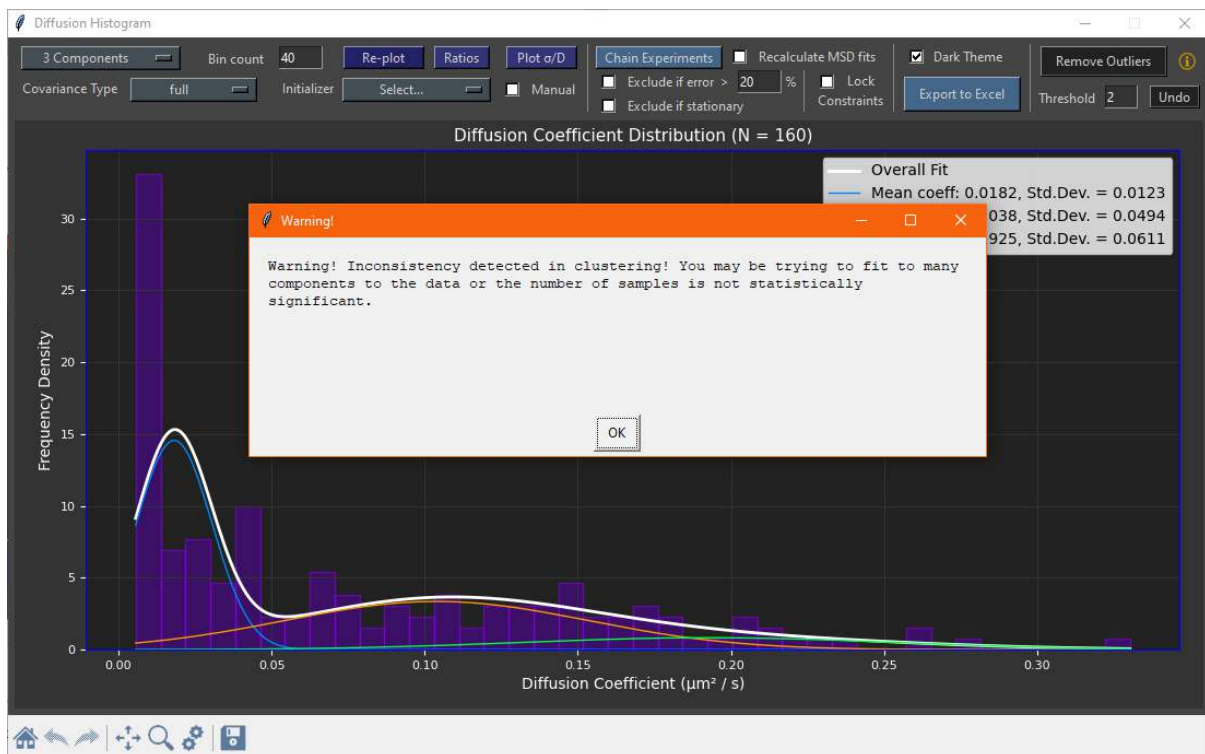 Diffusion Histogram
3 Components
Bin count 40
Re-plot
Ratios
Plot σ/D
Chain Experiments
Recalculate MSD fits
Dark Theme
Remove Outliers
Covariance Type
full
Initializer
Select...
Manual
Exclude if error > 20 %
Lock
Constraints
Exclude if stationary
Export to Excel
Threshold 2
Undo
Diffusion Coefficient Distribution (N = 160)
Overall Fit
Mean coeff: 0.0182, Std.Dev. = 0.0123
038, Std.Dev. = 0.0494
925, Std.Dev. = 0.0611
Warning!
Warning! Inconsistency detected in clustering! You may be trying to fit to many
components to the data or the number of samples is not statistically
significant.
OK
Frequency Density
30
25
20
15
10
5
0
0.00
0.05
0.10
0.15
0.20
0.25
0.30
Diffusion Coefficient (µm² / s)